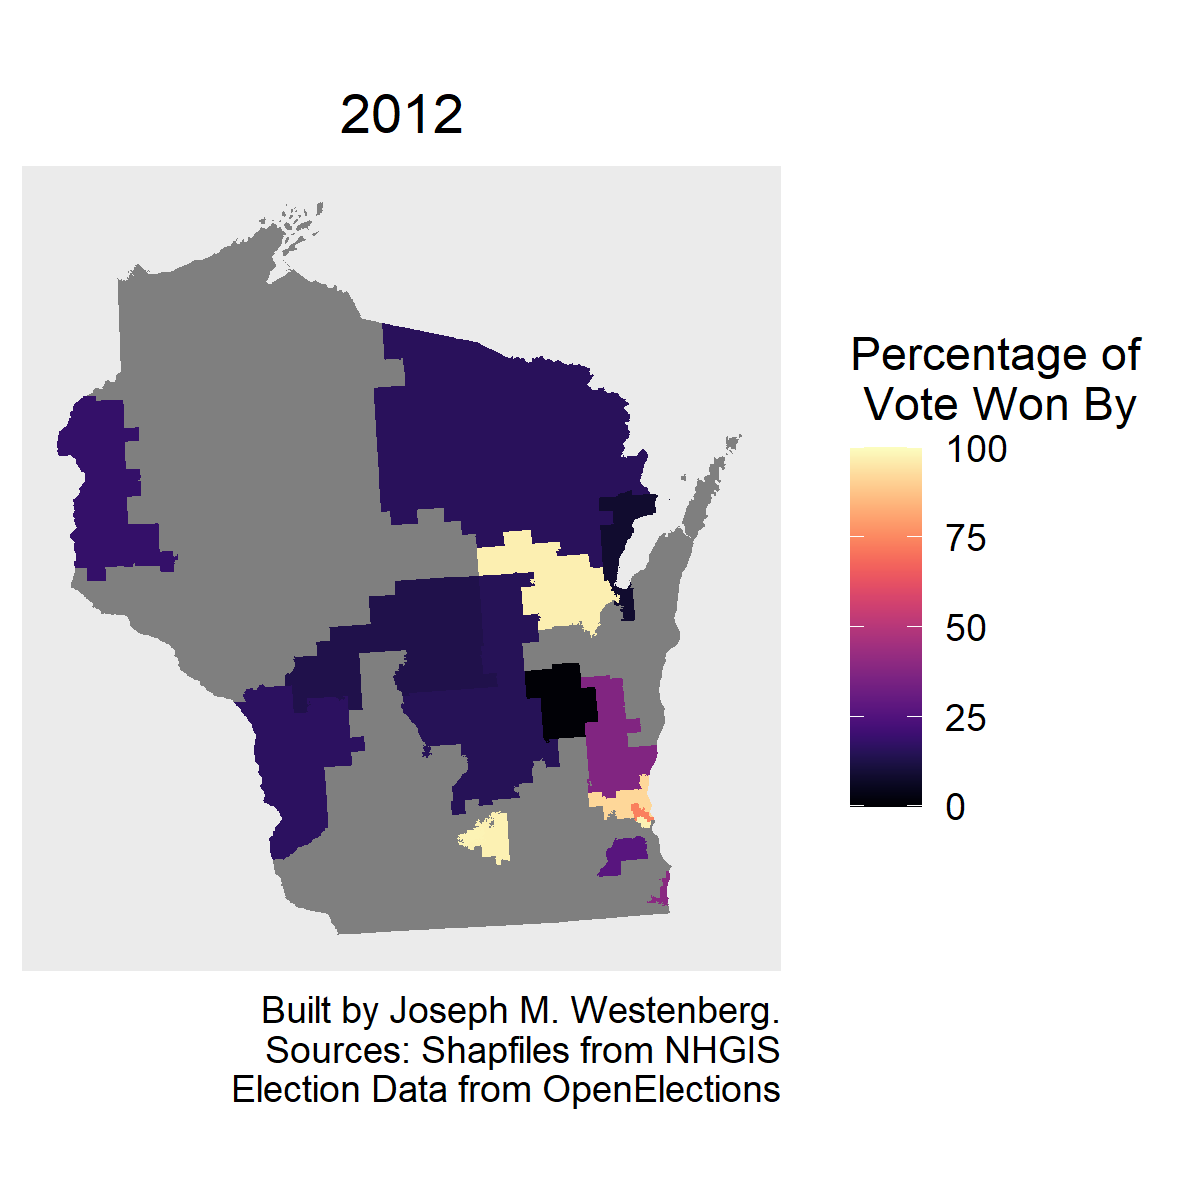 2012
Percentage of
Vote Won By
100
75
50
25
0
Built by Joseph M. Westenberg.
Sources: Shapfiles from NHGIS
Election Data from OpenElections